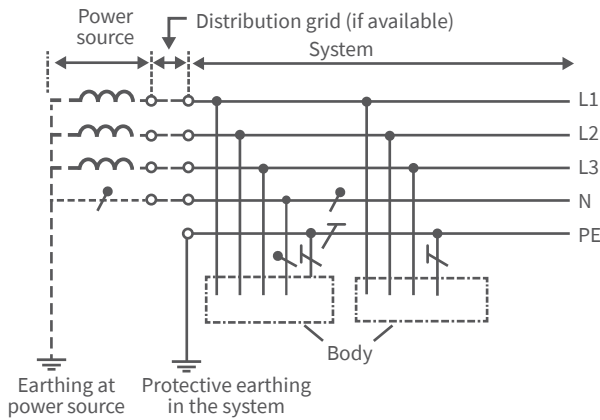 Power
source
Distribution grid (if available)
System
L1
L2
L3
N
PE
Body
Earthing at
power source
Protective earthing
in the system